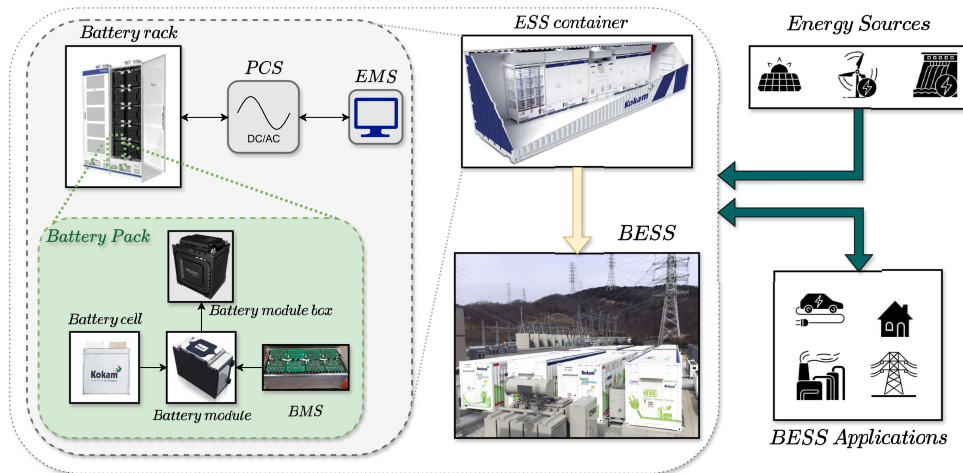 Battery rack
PCS
EMS
DC/AC
Battery Pack
Battery module box
Battery cell
Kokam
Battery module
BMS
ESS container
Kokam
BESS
Energy Sources
BESS Applications